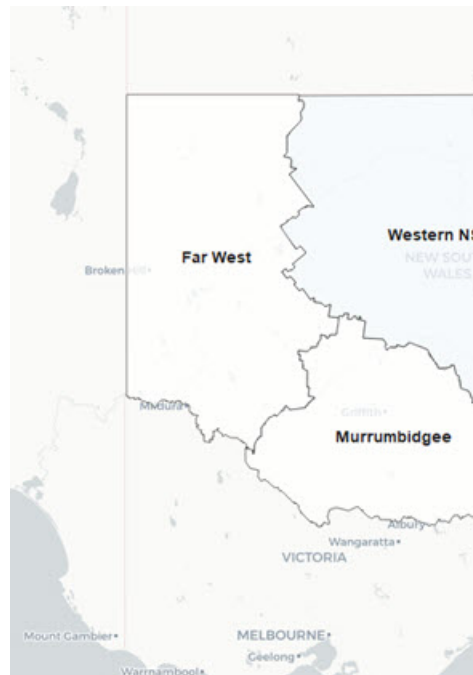 Western NS
NEW SOU
WALES
Far West
Broken Hill
Mildura
Griffith
Murrumbidgee
Albury
Wangaratta
VICTORIA
Mount Gambier
MELBOURNE
Geelong
Warrnambool